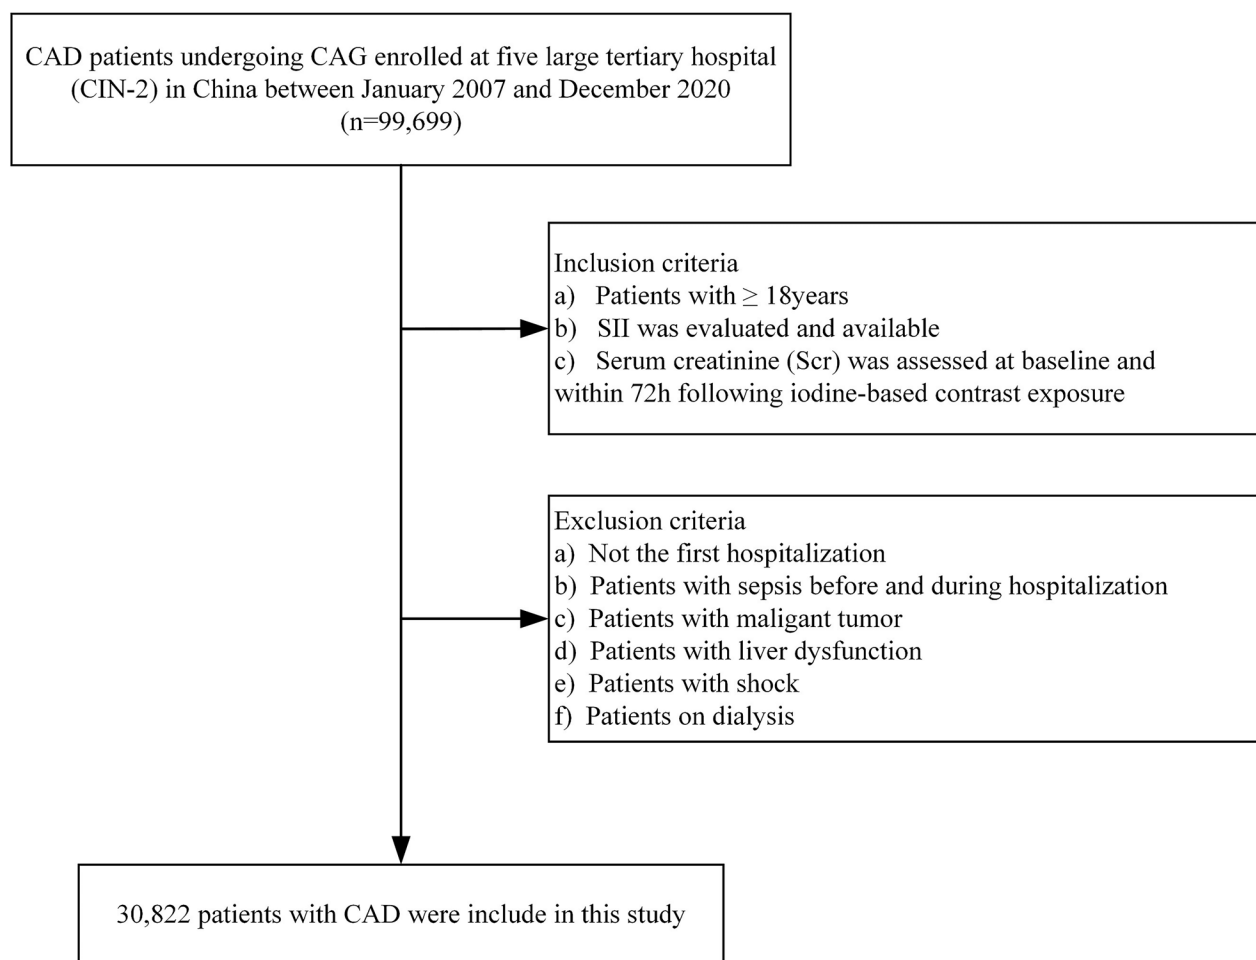 CAD patients undergoing CAG enrolled at five large tertiary hospital
(CIN-2) in China between January 2007 and December 2020
(n=99,699)
Inclusion criteria
a) Patients with ≥ 18years
b) SII was evaluated and available
c) Serum creatinine (Scr) was assessed at baseline and
within 72h following iodine-based contrast exposure
Exclusion criteria
a) Not the first hospitalization
b) Patients with sepsis before and during hospitalization
c) Patients with maligant tumor
d) Patients with liver dysfunction
e) Patients with shock
f) Patients on dialysis
30,822 patients with CAD were include in this study